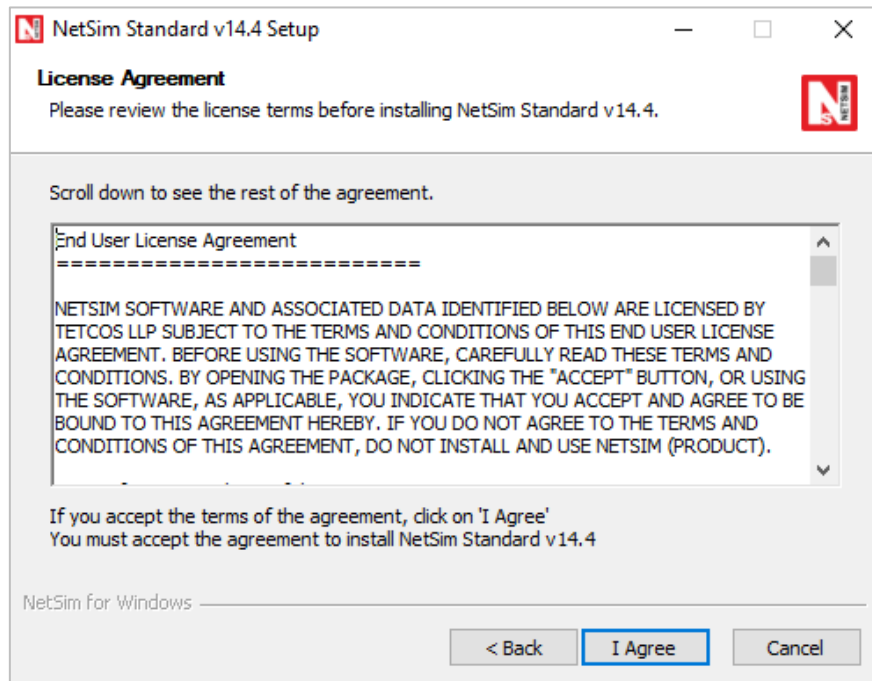 NetSim Standard v14.4 Setup
License Agreement
Please review the license terms before installing NetSim Standard v14.4.
NETSIM
Scroll down to see the rest of the agreement.
End User License Agreement
==========================
NETSIM SOFTWARE AND ASSOCIATED DATA IDENTIFIED BELOW ARE LICENSED BY
TETCOS LLP SUBJECT TO THE TERMS AND CONDITIONS OF THIS END USER LICENSE
AGREEMENT. BEFORE USING THE SOFTWARE, CAREFULLY READ THESE TERMS AND
CONDITIONS. BY OPENING THE PACKAGE, CLICKING THE "ACCEPT" BUTTON, OR USING
THE SOFTWARE, AS APPLICABLE, YOU INDICATE THAT YOU ACCEPT AND AGREE TO BE
BOUND TO THIS AGREEMENT HEREBY. IF YOU DO NOT AGREE TO THE TERMS AND
CONDITIONS OF THIS AGREEMENT, DO NOT INSTALL AND USE NETSIM (PRODUCT).
If you accept the terms of the agreement, click on 'I Agree'
You must accept the agreement to install NetSim Standard v14.4
NetSim for Windows
< Back
I Agree
Cancel